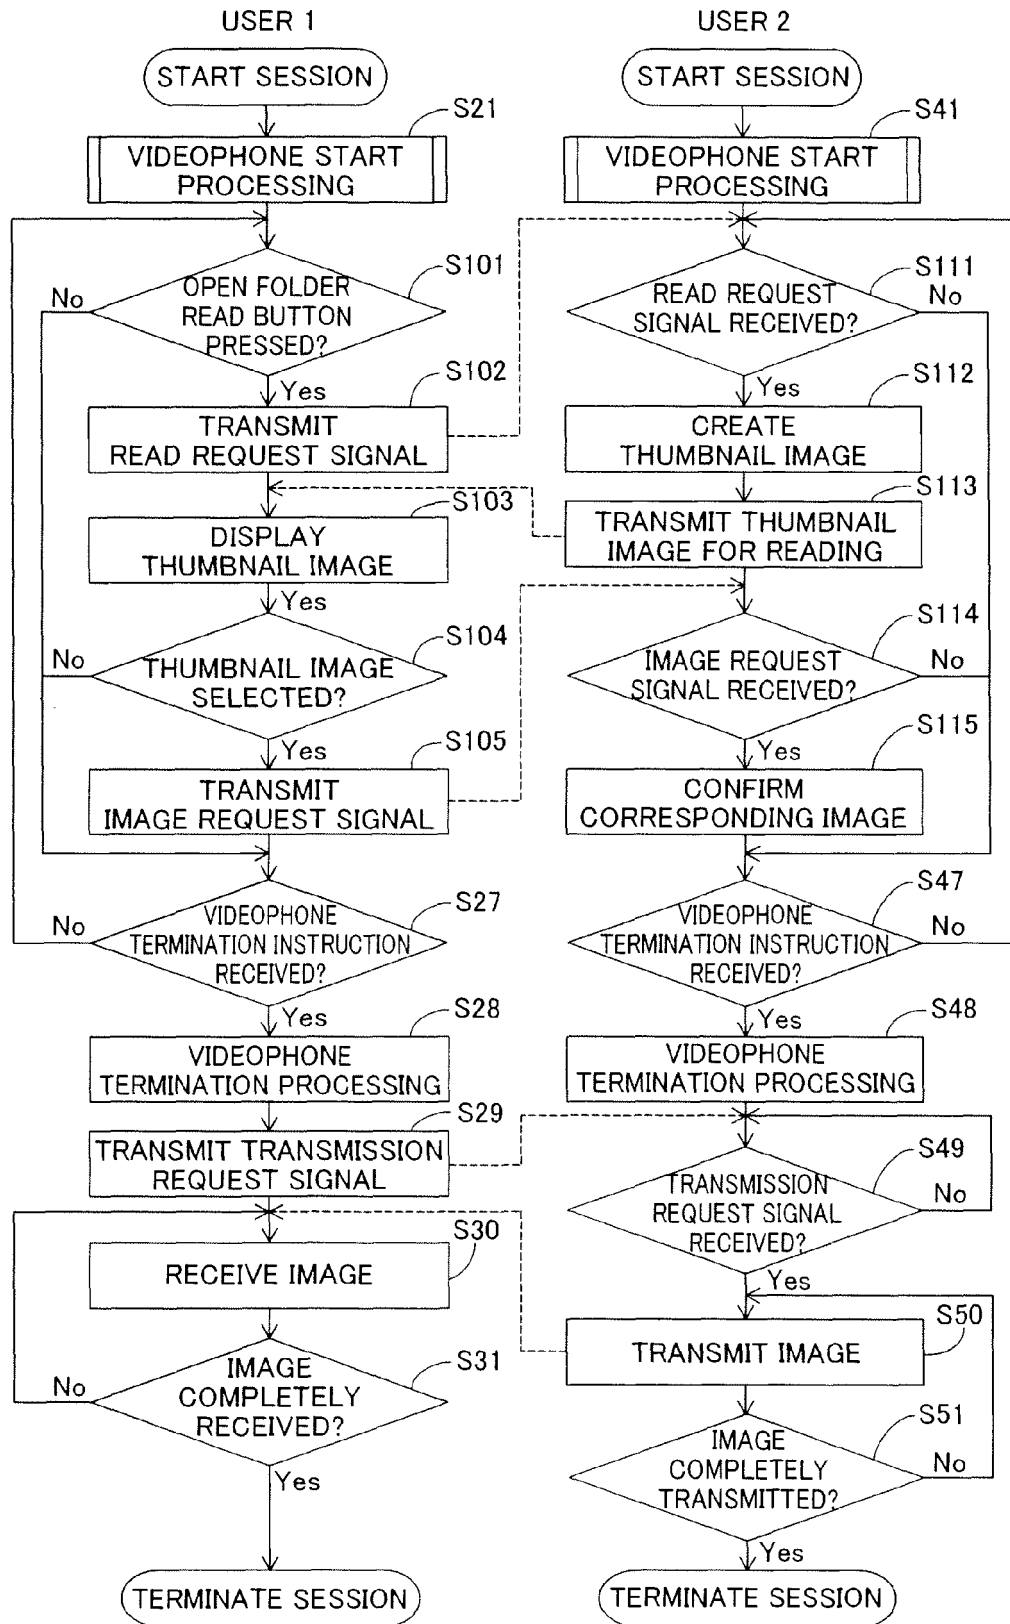 USER 1
USER 2
START SESSION
START SESSION
S21
S41
VIDEOPHONE START
PROCESSING
VIDEOPHONE START
PROCESSING
S101
OPEN FOLDER
READ BUTTON
PRESSED?
No
Yes
S111
READ REQUEST
SIGNAL RECEIVED?
No
Yes
S102
TRANSMIT
READ REQUEST SIGNAL
S112
CREATE
THUMBNAIL IMAGE
S103
DISPLAY
THUMBNAIL IMAGE
Yes
S113
TRANSMIT THUMBNAIL
IMAGE FOR READING
S104
No
THUMBNAIL IMAGE
SELECTED?
Yes
S114
IMAGE REQUEST
SIGNAL RECEIVED?
No
Yes
S105
TRANSMIT
IMAGE REQUEST SIGNAL
S115
CONFIRM
CORRESPONDING IMAGE
S27
No
VIDEOPHONE
TERMINATION INSTRUCTION
RECEIVED?
Yes
S47
VIDEOPHONE
TERMINATION INSTRUCTION
RECEIVED?
No
Yes
S28
VIDEOPHONE
TERMINATION PROCESSING
S48
VIDEOPHONE
TERMINATION PROCESSING
S29
TRANSMIT TRANSMISSION
REQUEST SIGNAL
S49
TRANSMISSION
REQUEST SIGNAL
RECEIVED?
No
Yes
S30
RECEIVE IMAGE
S50
TRANSMIT IMAGE
S31
No
IMAGE
COMPLETELY
RECEIVED?
Yes
S51
IMAGE
COMPLETELY
TRANSMITTED?
No
Yes
TERMINATE SESSION
TERMINATE SESSION